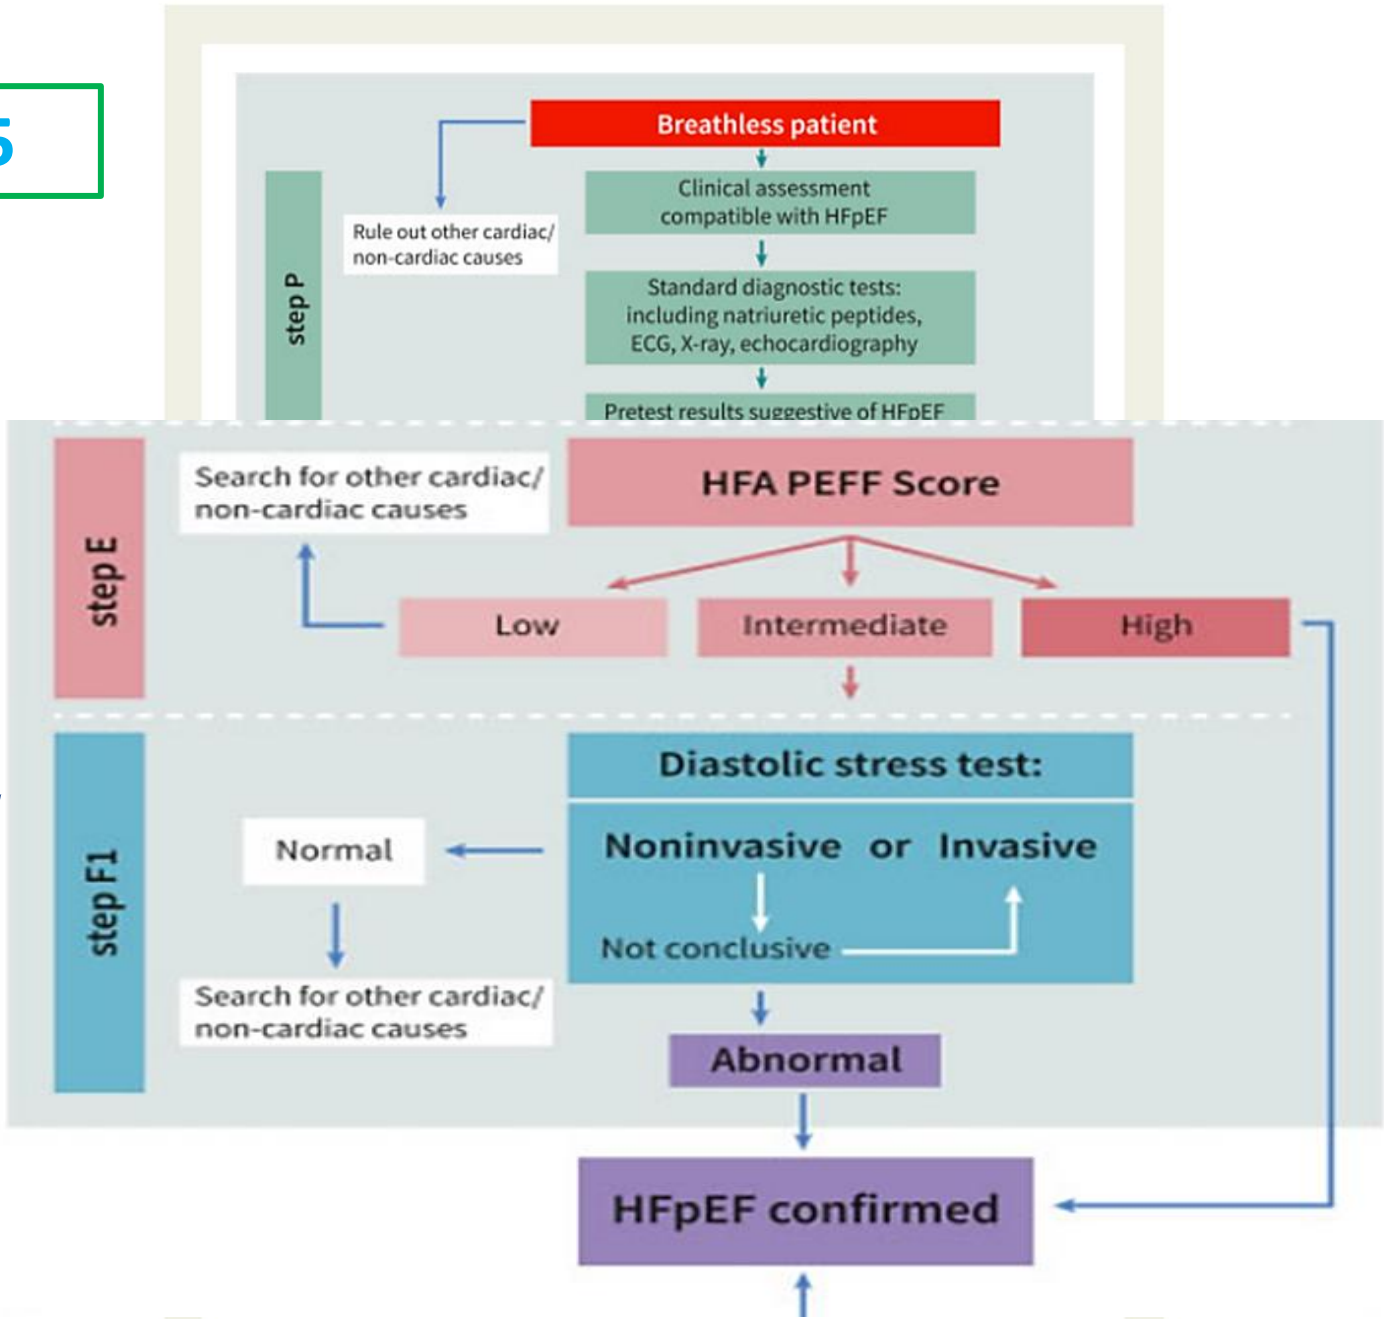 5
Breathless patient
Clinical assessment
compatible with HFpEF
Rule out other cardiac/
non-cardiac causes
step P
Standard diagnostic tests:
including natriuretic peptides,
ECG, X-ray, echocardiography
Pretest results suggestive of HFpEF
step E
Search for other cardiac/
non-cardiac causes
HFA PEFF Score
Low
Intermediate
High
step F1
Diastolic stress test:
Noninvasive or Invasive
Normal
Not conclusive
Search for other cardiac/
non-cardiac causes
Abnormal
HFpEF confirmed